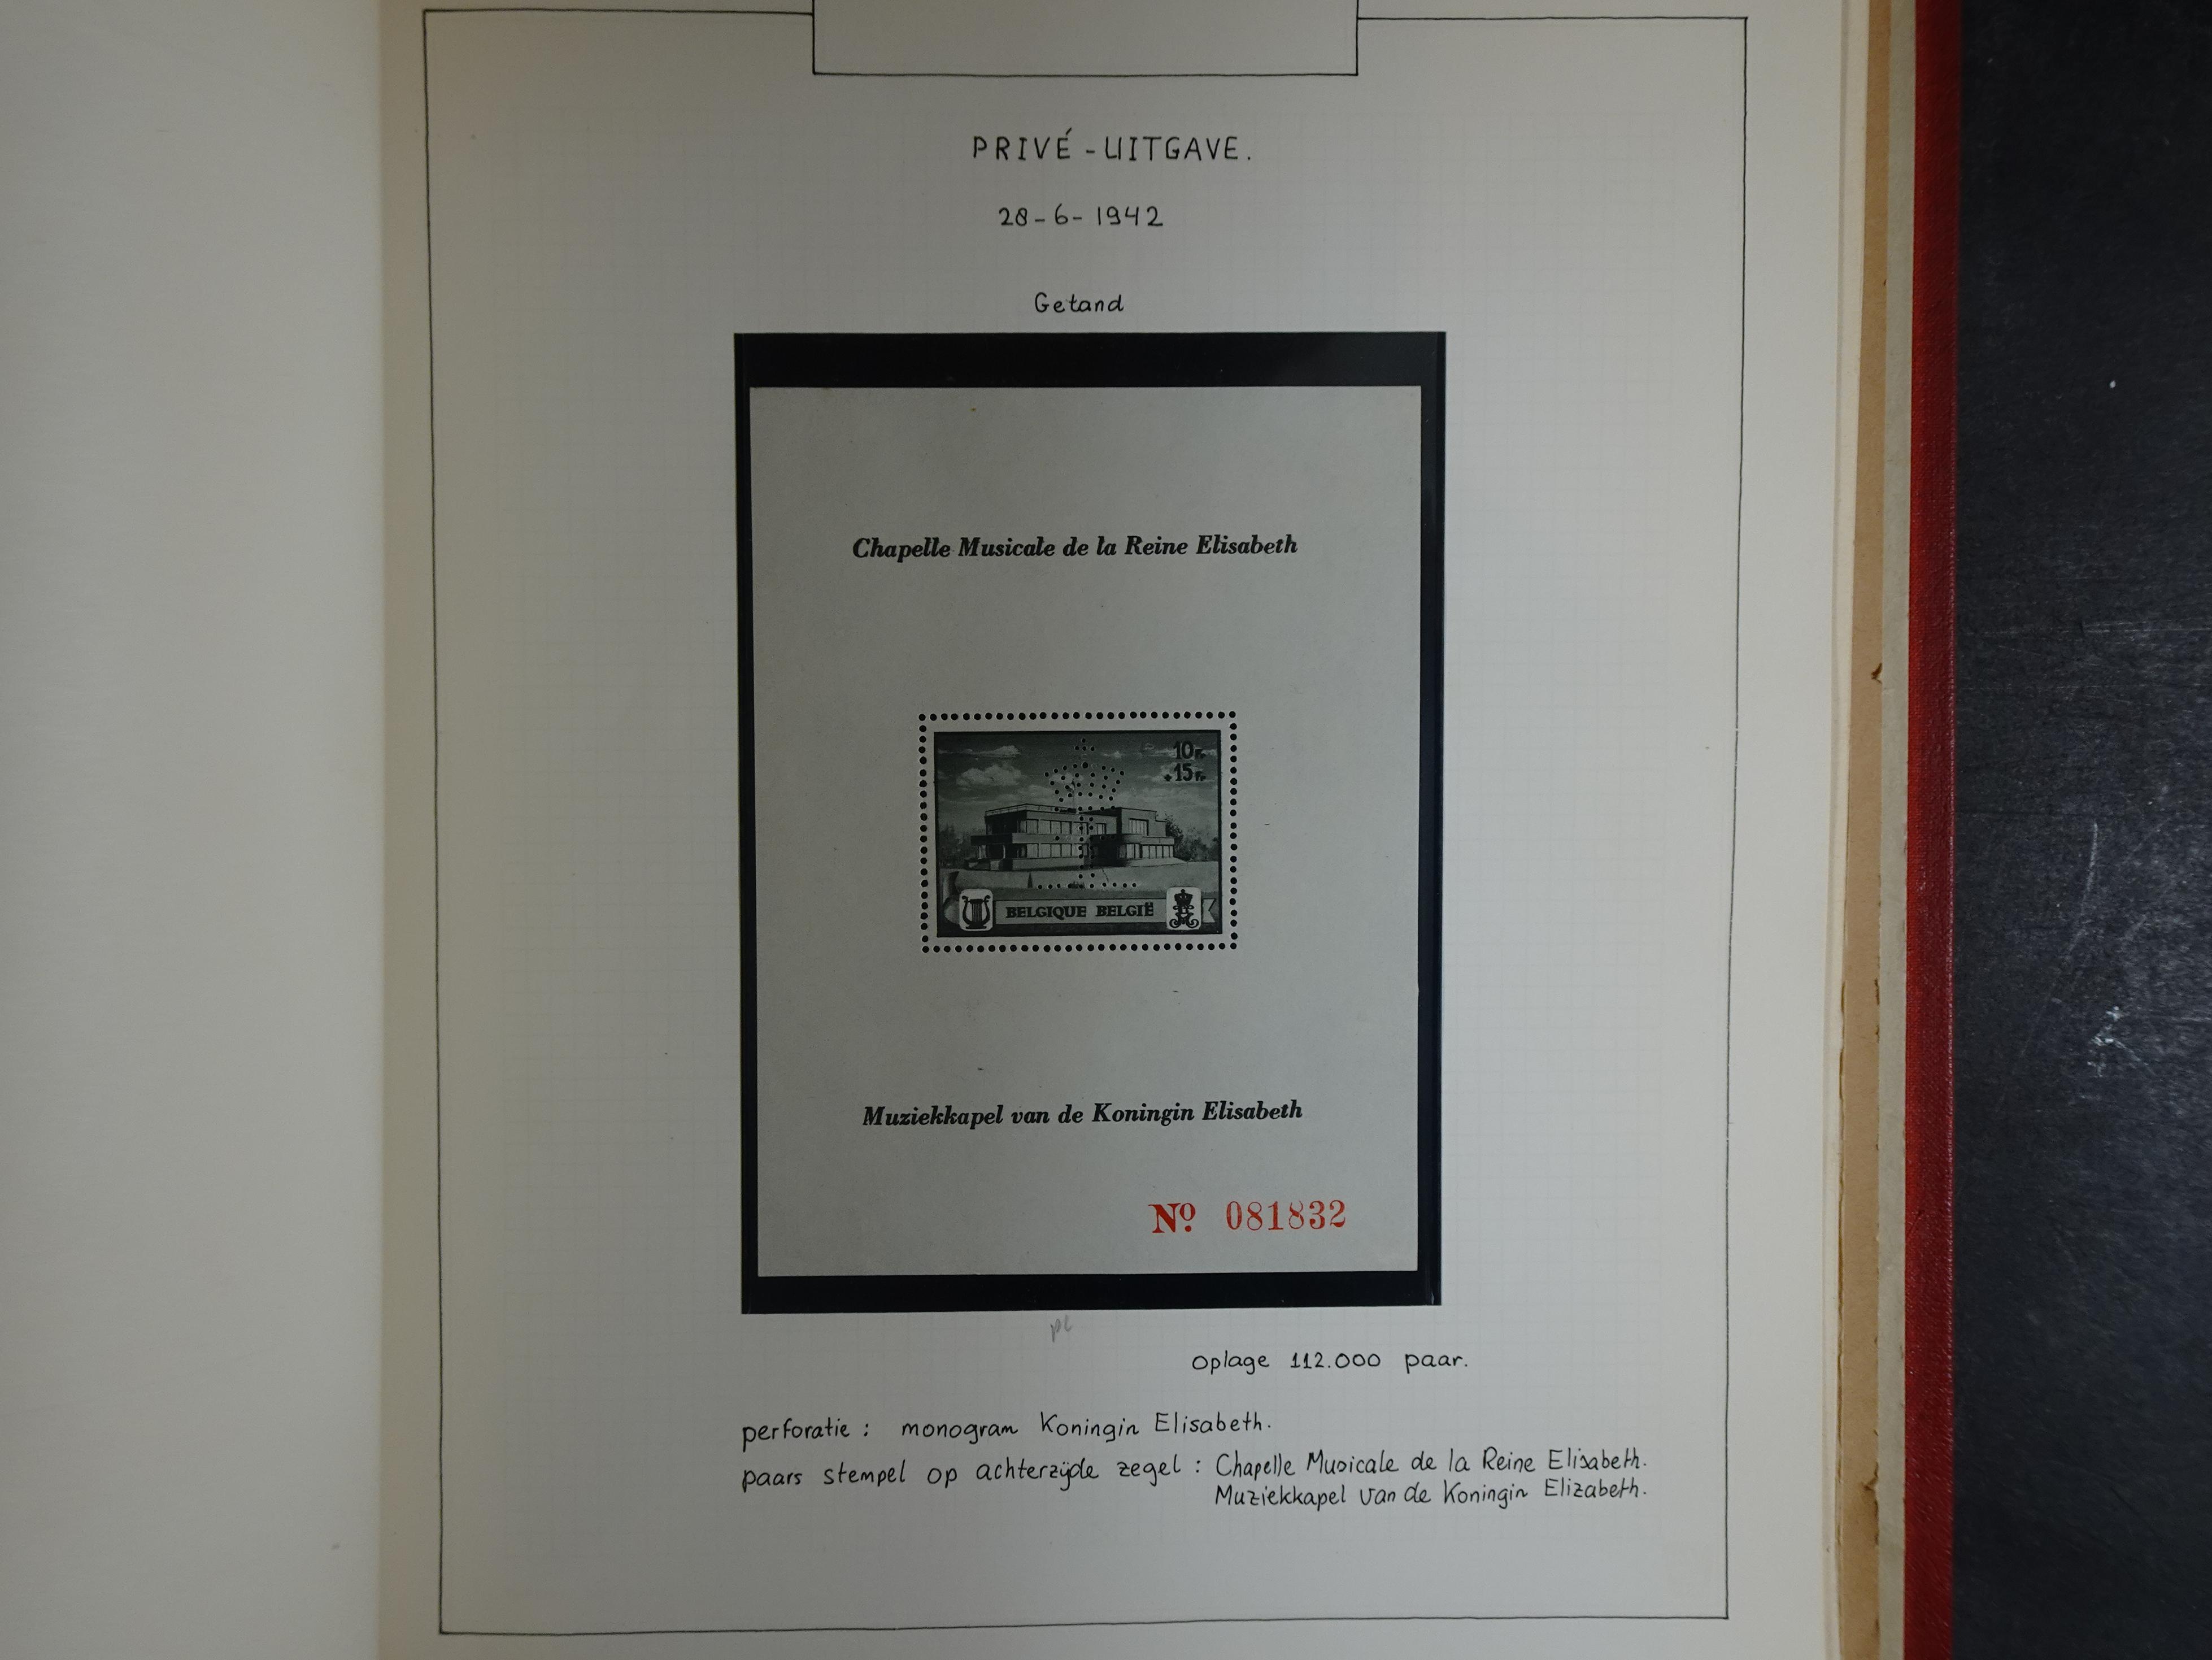 PRIVÉ-UITGAVE.
28-6-1942
Getand
Chapelle Musicale de la Reine Elisabeth
10Fr
+15Fr
BELGIQUE BELGIË
Muziekkapel van de Koningin Elisabeth
Nº 081832
oplage 112.000 paar.
perforatie : monogram Koningin Elisabeth.
paars stempel op achterzijde zegel : Chapelle Musicale de la Reine Elisabeth.
Muziekkapel van de Koningin Elizabeth.